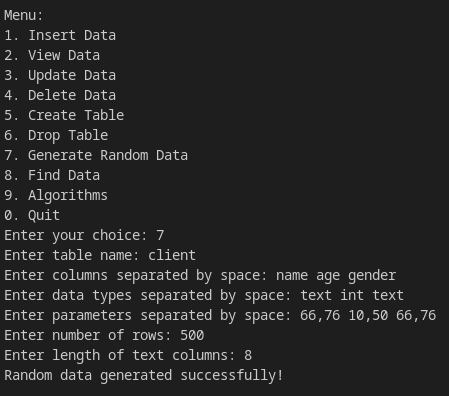 Menu:
1. Insert Data
2. View Data
3. Update Data
4. Delete Data
5. Create Table
6. Drop Table
7. Generate Random Data
8. Find Data
9. Algorithms
0. Quit
Enter your choice: 7
Enter table name: client
Enter columns separated by space: name age gender
Enter data types separated by space: text int text
Enter parameters separated by space: 66,76 10,50 66,76
Enter number of rows: 500
Enter length of text columns: 8
Random data generated successfully!